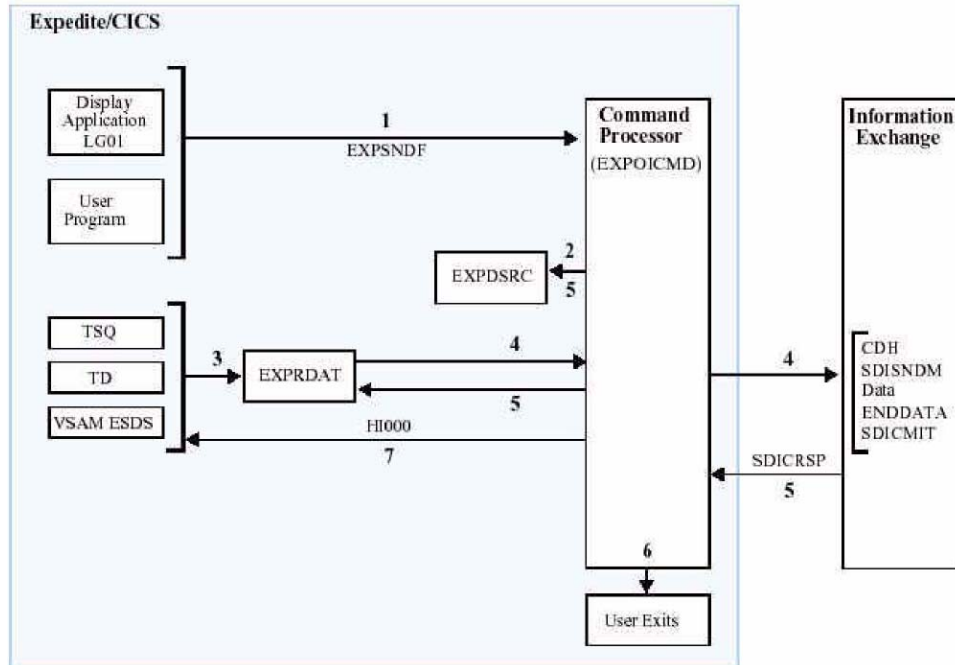 Expedite/CICS
Display
Application
LG01
User
Program
1
EXPSNDF
Command
Processor
(EXPOICMD)
Information
Exchange
2
EXPDSRC
5
TSQ
TD
VSAM ESDS
3
EXPRDAT
4
5
HI000
7
4
CDH
SDISNDM
Data
ENDDATA
SDICMIT
SDICRSP
5
6
User Exits